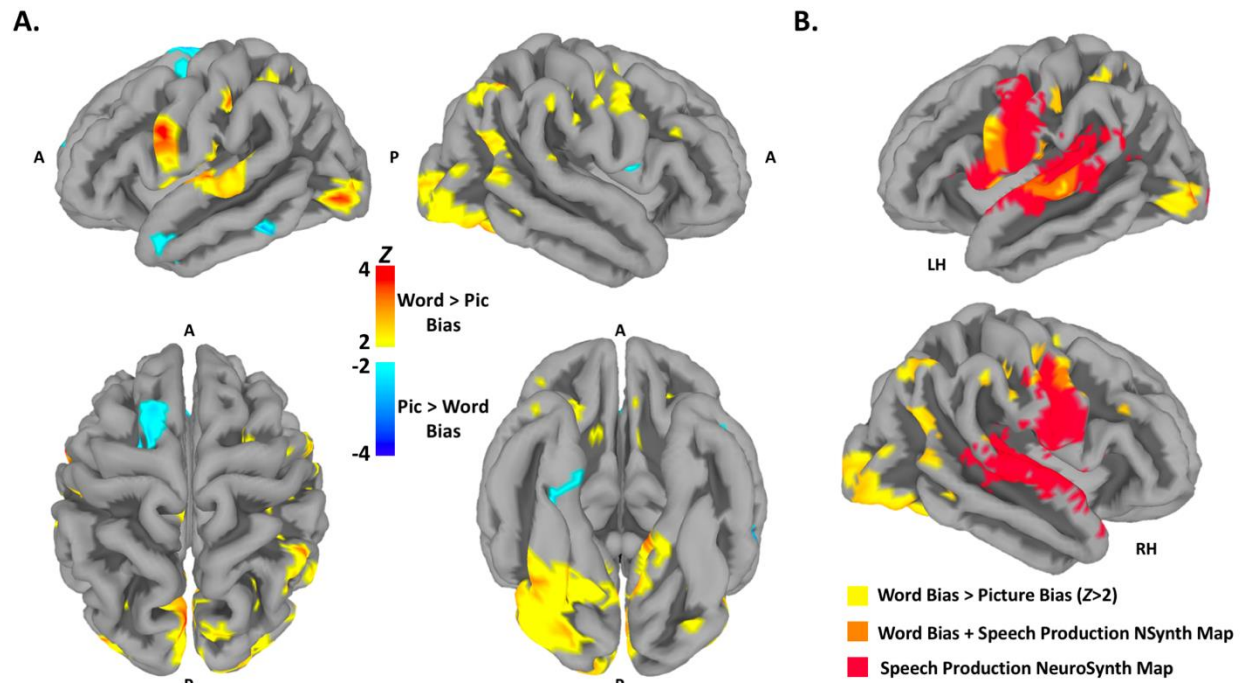 A.
B.
A
P
A
LH
Z
4
Word > Pic
Bias
2
-2
Pic > Word
Bias
-4
A
A
RH
Word Bias > Picture Bias (Z>2)
Word Bias + Speech Production NSynth Map
Speech Production NeuroSynth Map